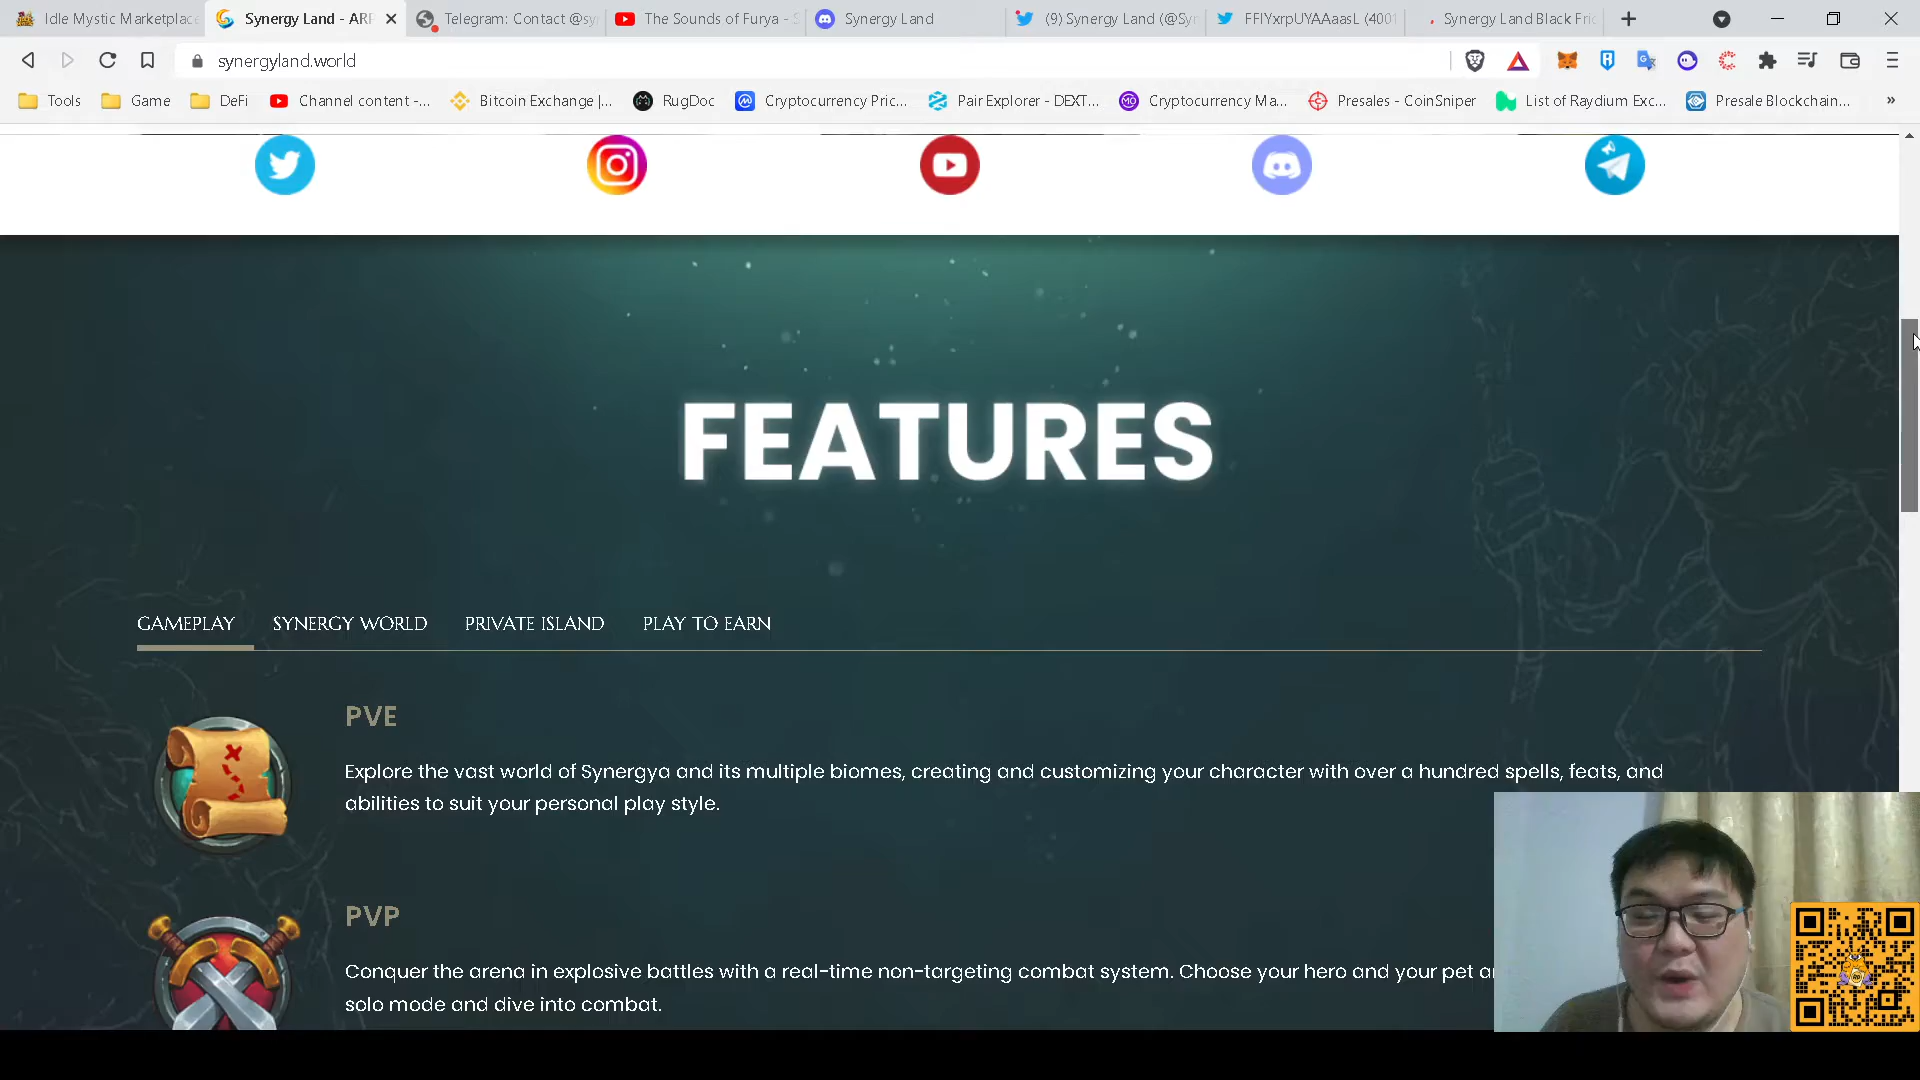 Idle Mystic Marketplace
Synergy Land - ARP
Telegram: Contact @sy
The Sounds of Furya - S
Synergy Land
(9) Synergy Land (@Syn
FFIYxrpUYAAaasL (4001
Synergy Land Black Fri
synergyland.world
Tools
Game
DeFi
Channel content -...
Bitcoin Exchange |...
RugDoc
Cryptocurrency Pric...
Pair Explorer - DEXT...
Cryptocurrency Ma...
Presales - CoinSniper
List of Raydium Exc...
Presale Blockchain...
»
FEATURES
GAMEPLAY SYNERGY WORLD PRIVATE ISLAND PLAY TO EARN
PVE
Explore the vast world of Synergya and its multiple biomes, creating and customizing your character with over a hundred spells, feats, and
abilities to suit your personal play style.
PVP
Conquer the arena in explosive battles with a real-time non-targeting combat system. Choose your hero and your pet
solo mode and dive into combat.